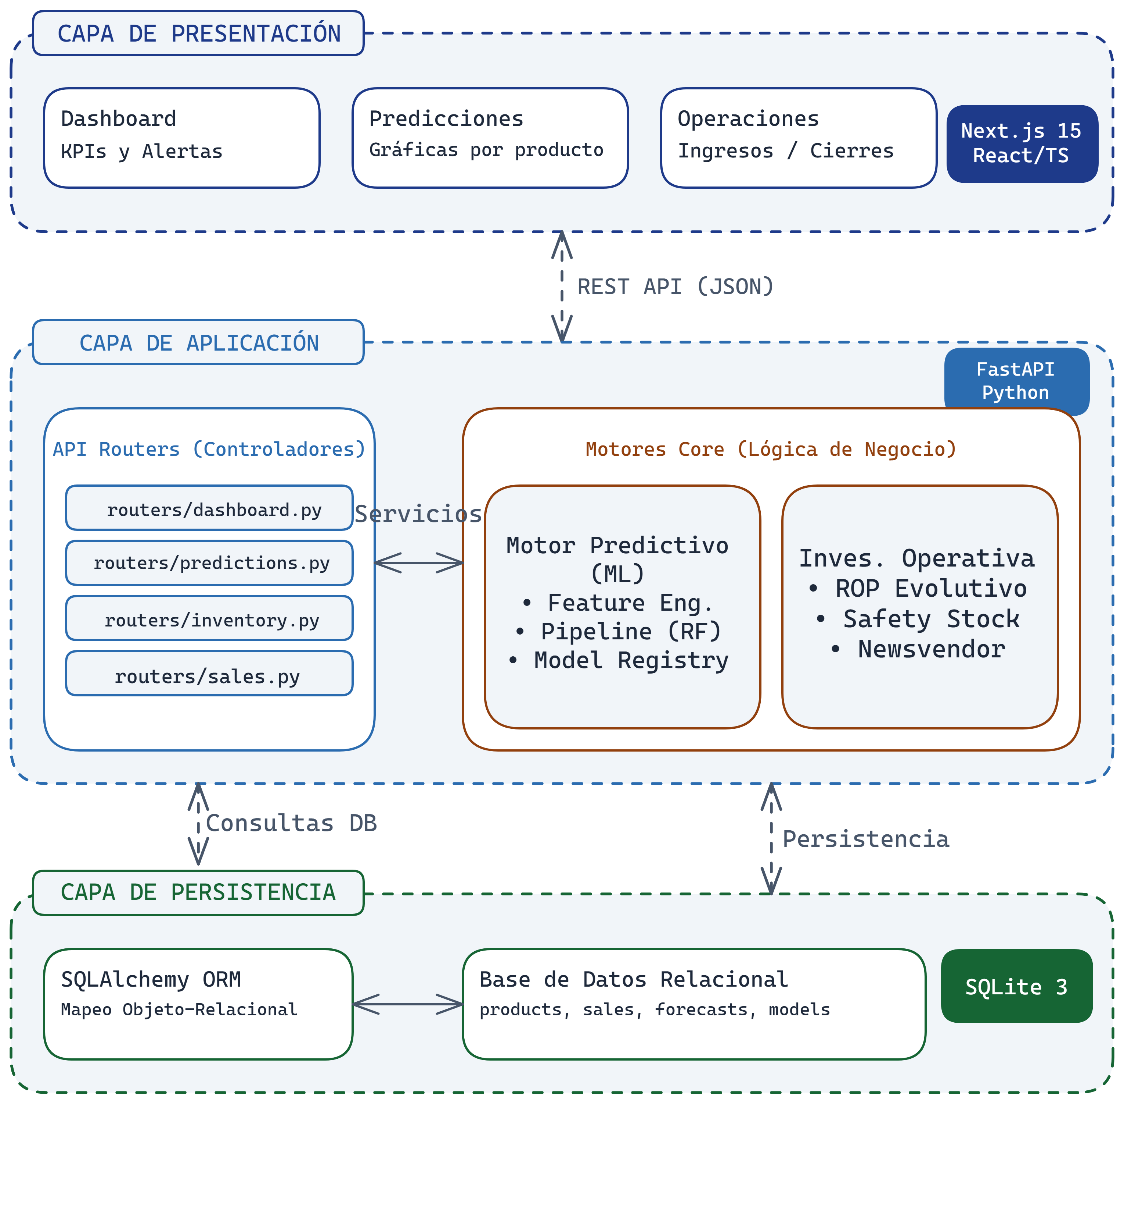 CAPA DE PRESENTACIÓN
Dashboard
KPIs y Alertas
Predicciones
Gráficas por producto
Operaciones
Ingresos / Cierres
Next.js 15
React/TS
REST API (JSON)
CAPA DE APLICACIÓN
FastAPI
Python
API Routers (Controladores)
routers/dashboard.py
routers/predictions.py
routers/inventory.py
routers/sales.py
Servicios
Motores Core (Lógica de Negocio)
Motor Predictivo
(ML)
• Feature Eng.
• Pipeline (RF)
• Model Registry
Inves. Operativa
• ROP Evolutivo
• Safety Stock
• Newsvendor
Consultas DB
Persistencia
CAPA DE PERSISTENCIA
SQLAlchemy ORM
Mapeo Objeto-Relacional
Base de Datos Relacional
products, sales, forecasts, models
SQLite 3